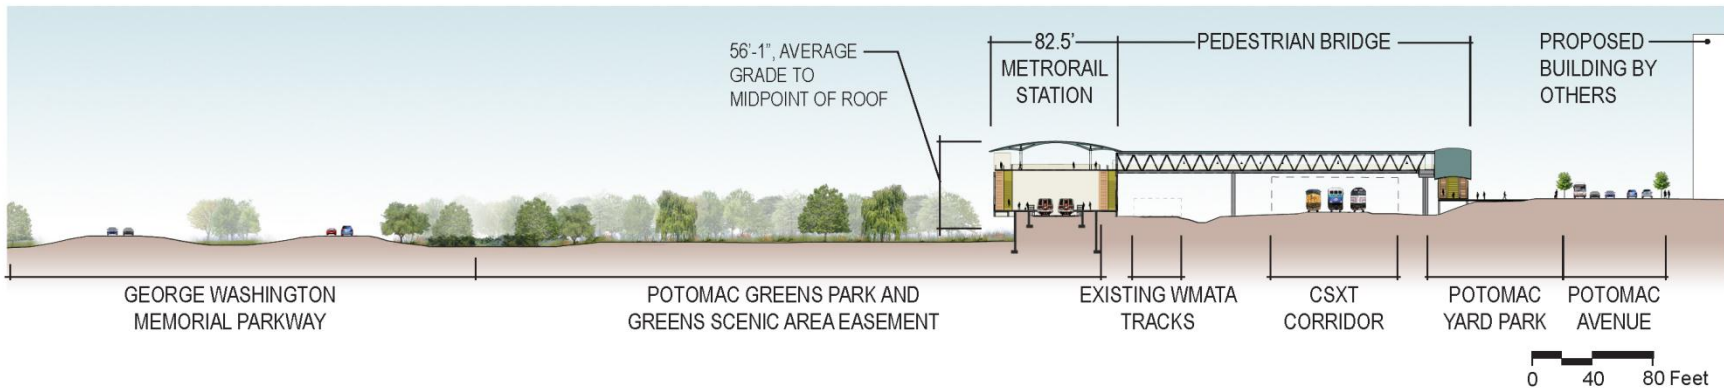 56'-1", AVERAGE
GRADE TO
MIDPOINT OF ROOF
82.5'
METRORAIL
STATION
PEDESTRIAN BRIDGE
PROPOSED
BUILDING BY
OTHERS
GEORGE WASHINGTON
MEMORIAL PARKWAY
POTOMAC GREENS PARK AND
GREENS SCENIC AREA EASEMENT
EXISTING WMATA
TRACKS
CSXT
CORRIDOR
POTOMAC
YARD PARK
POTOMAC
AVENUE
0 40 80 Feet